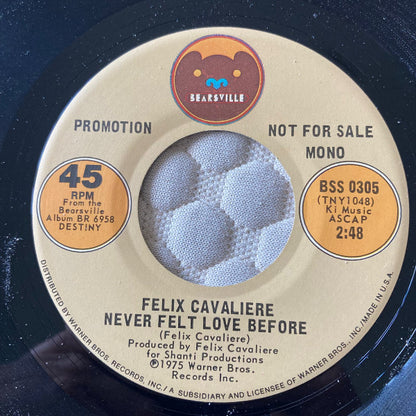 BEARSVILLE
PROMOTION
NOT FOR SALE
MONO
45
RPM
From the
Bearsville
Album BR 6958
DESTINY
BSS 0305
(TNY1048)
Ki Music
ASCAP
2:48
FELIX CAVALIERE
NEVER FELT LOVE BEFORE
(Felix Cavaliere)
Produced by Felix Cavaliere
for Shanti Productions
©1975 Warner Bros.
Records Inc.
DISTRIBUTED BY WARNER BROS. RECORDS INC., A SUBSIDIARY AND LICENSEE OF WARNER BROS. INC./MADE IN U.S.A.